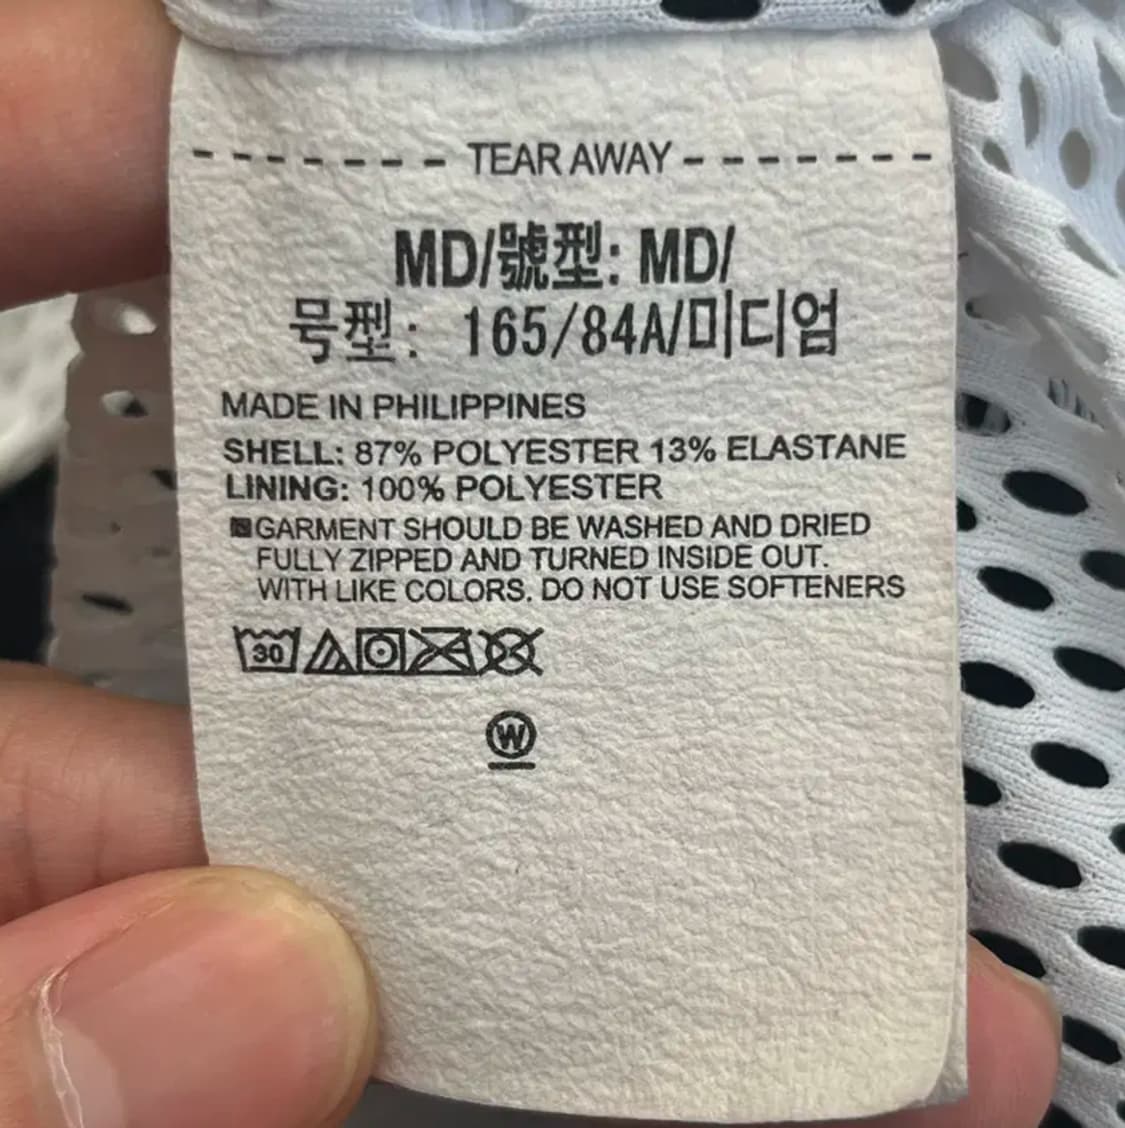 TEAR AWAY
MD/號型: MD/
号型: 165/84A/미디엄
MADE IN PHILIPPINES
SHELL: 87% POLYESTER 13% ELASTANE
LINING: 100% POLYESTER
GARMENT SHOULD BE WASHED AND DRIED
FULLY ZIPPED AND TURNED INSIDE OUT.
WITH LIKE COLORS. DO NOT USE SOFTENERS
30
W